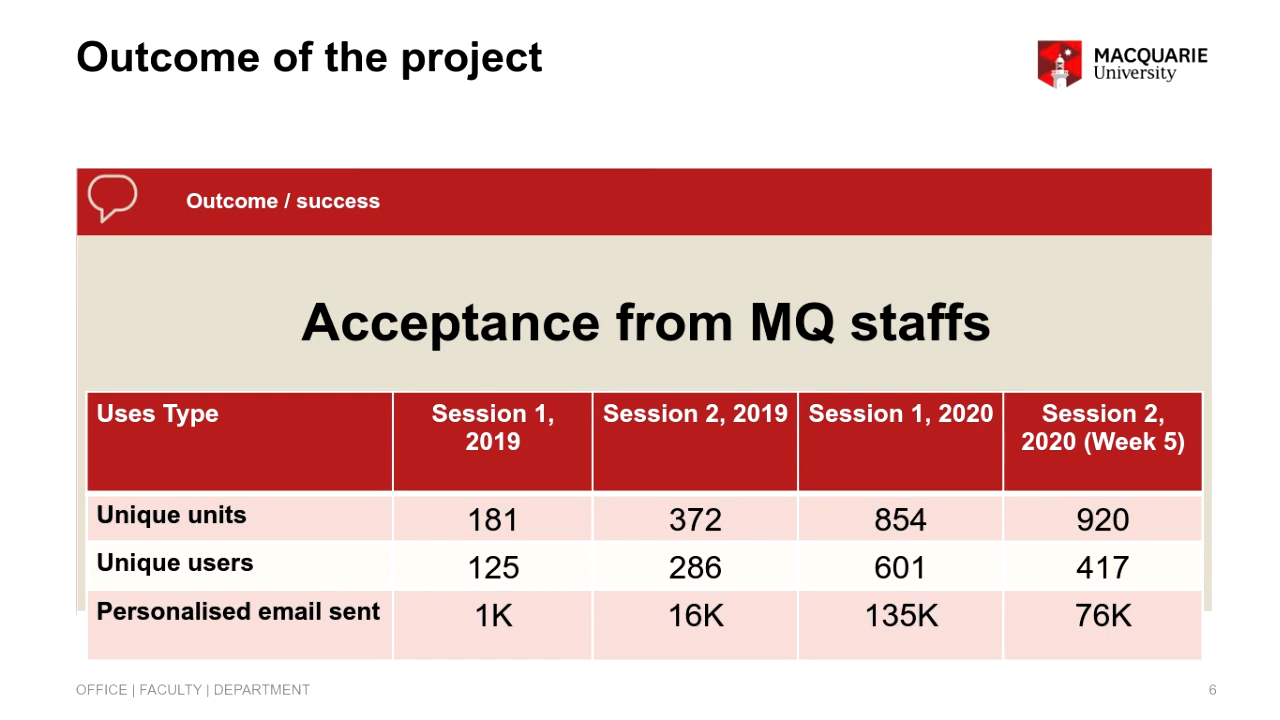 Outcome of the project
MACQUARIE
University
Outcome / success
Acceptance from MQ staffs
Uses Type
Session 1,
2019
Session 2, 2019
Session 1, 2020
Session 2,
2020 (Week 5)
Unique units
181
372
854
920
Unique users
125
286
601
417
Personalised email sent
1K
16K
135K
76K
OFFICE | FACULTY | DEPARTMENT
6